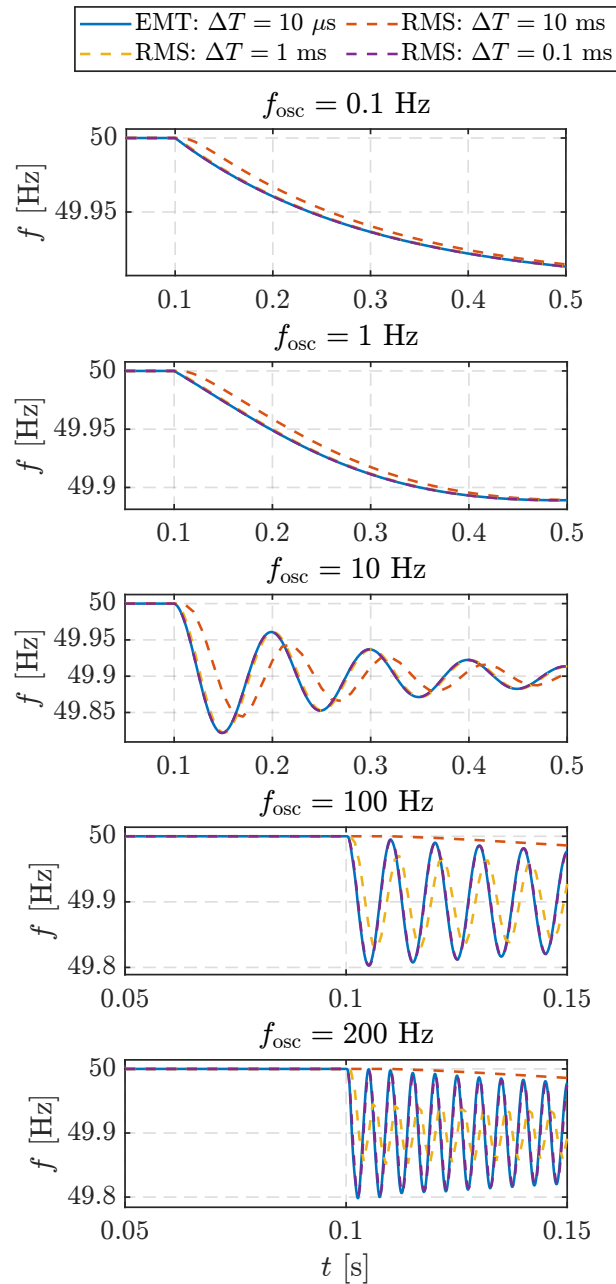 EMT: ΔT = 10 μs RMS: ΔT = 10 ms
RMS: ΔT = 1 ms RMS: ΔT = 0.1 ms
f_osc = 0.1 Hz
50
49.95
f [Hz]
0.1 0.2 0.3 0.4 0.5
f_osc = 1 Hz
50
49.95
49.9
f [Hz]
0.1 0.2 0.3 0.4 0.5
f_osc = 10 Hz
50
49.95
49.9
49.85
f [Hz]
0.1 0.2 0.3 0.4 0.5
f_osc = 100 Hz
50
49.9
49.8
f [Hz]
0.05 0.1 0.15
f_osc = 200 Hz
50
49.9
49.8
f [Hz]
0.05 0.1 0.15
t [s]